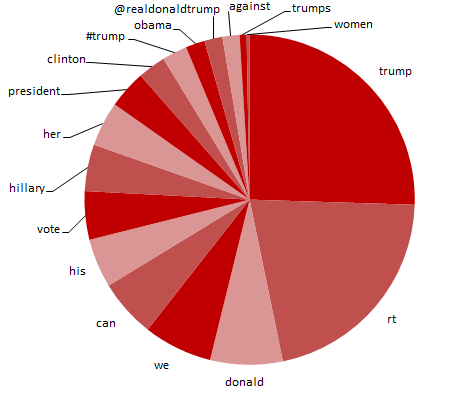 @realdonaldtrump
against
trumps
obama
women
#trump
clinton
trump
president
her
hillary
vote
his
can
rt
we
donald